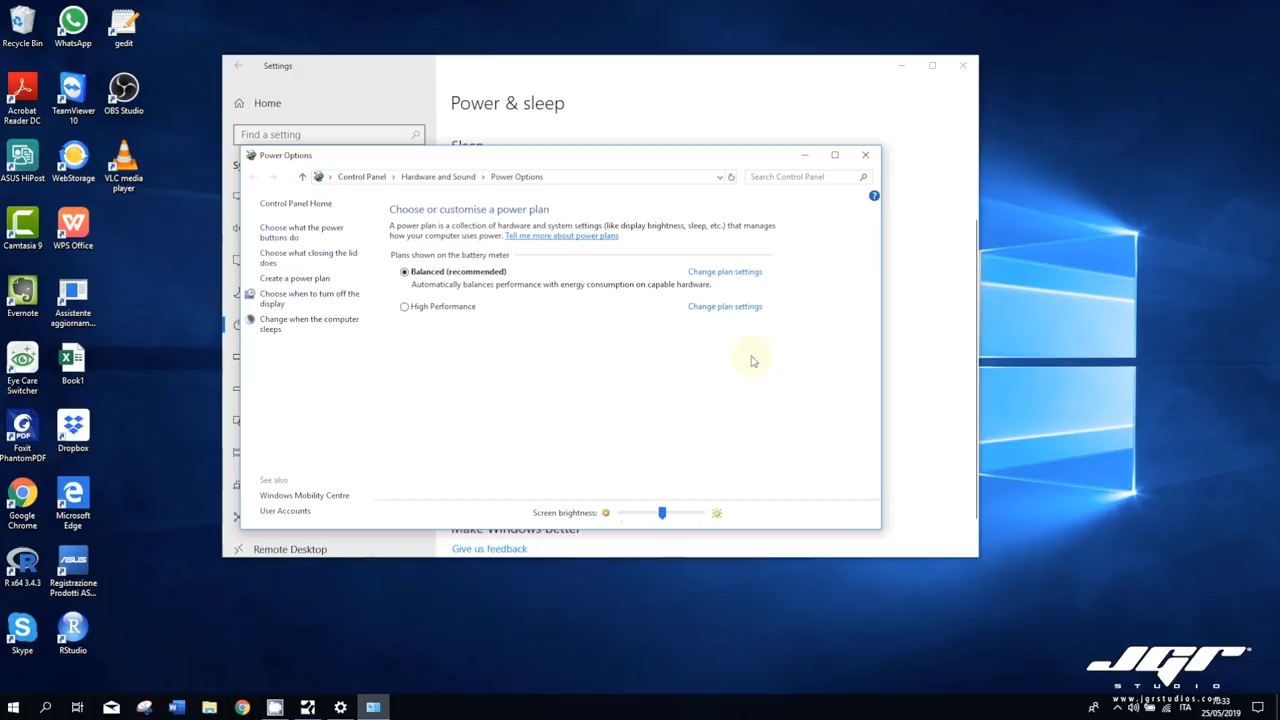 Recycle Bin
WhatsApp
gedit
Acrobat
Reader DC
TeamViewer
10
OBS Studio
ASUS HiPost
WebStorage
VLC media
player
Camtasia 9
WPS Office
Evernote
Assistente
aggiornam...
Eye Care
Switcher
Book1
Foxit
PhantomPDF
Dropbox
Google
Chrome
Microsoft
Edge
R x64 3.4.3
Registrazione
Prodotti AS...
Skype
RStudio
Settings
Home
Find a setting
Power & sleep
Sleep
Power Options
Control Panel
Hardware and Sound
Power Options
Search Control Panel
Control Panel Home
Choose what the power
buttons do
Choose what closing the lid
does
Create a power plan
Choose when to turn off the
display
Change when the computer
sleeps
Choose or customise a power plan
A power plan is a collection of hardware and system settings (like display brightness, sleep, etc.) that manages
how your computer uses power. Tell me more about power plans
Plans shown on the battery meter
Balanced (recommended) Change plan settings
Automatically balances performance with energy consumption on capable hardware.
High Performance Change plan settings
See also
Windows Mobility Centre
User Accounts
Screen brightness:
Make Windows better
Remote Desktop
Give us feedback
JGR
STUDIO
www.jgrstudios.com
ITA
25/05/2019